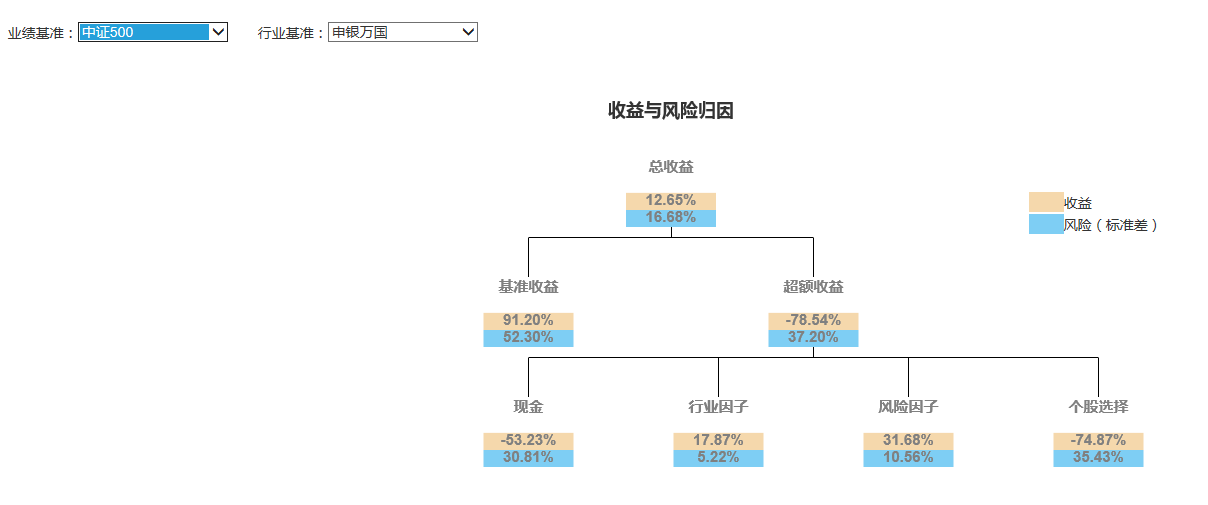 业绩基准：中证500 行业基准：申银万国
收益与风险归因
总收益
12.65%
16.68%
收益
风险（标准差）
基准收益 超额收益
91.20% -78.54%
52.30% 37.20%
现金 行业因子 风险因子 个股选择
-53.23% 17.87% 31.68% -74.87%
30.81% 5.22% 10.56% 35.43%